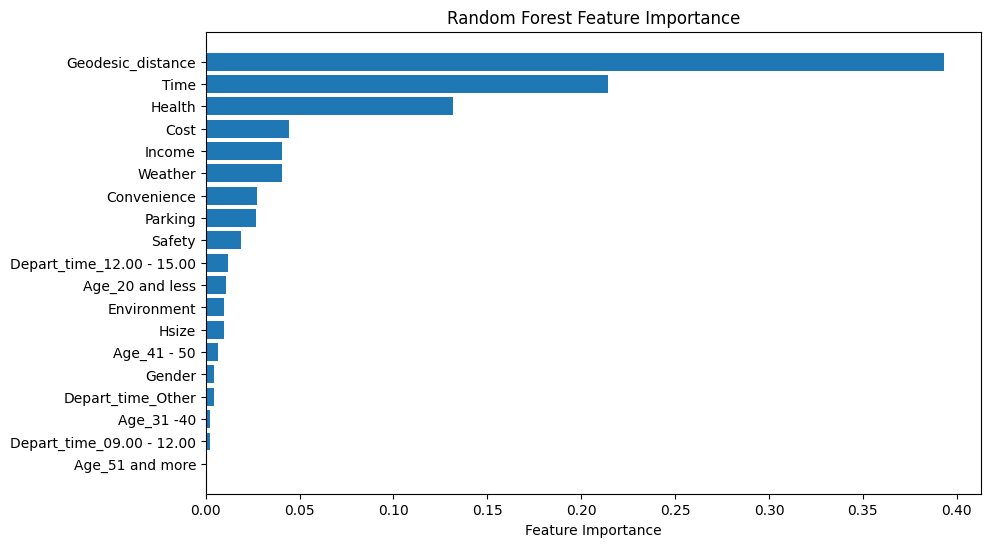 Random Forest Feature Importance
Geodesic_distance
Time
Health
Cost
Income
Weather
Convenience
Parking
Safety
Depart_time_12.00 - 15.00
Age_20 and less
Environment
Hsize
Age_41 - 50
Gender
Depart_time_Other
Age_31 -40
Depart_time_09.00 - 12.00
Age_51 and more
0.00 0.05 0.10 0.15 0.20 0.25 0.30 0.35 0.40
Feature Importance